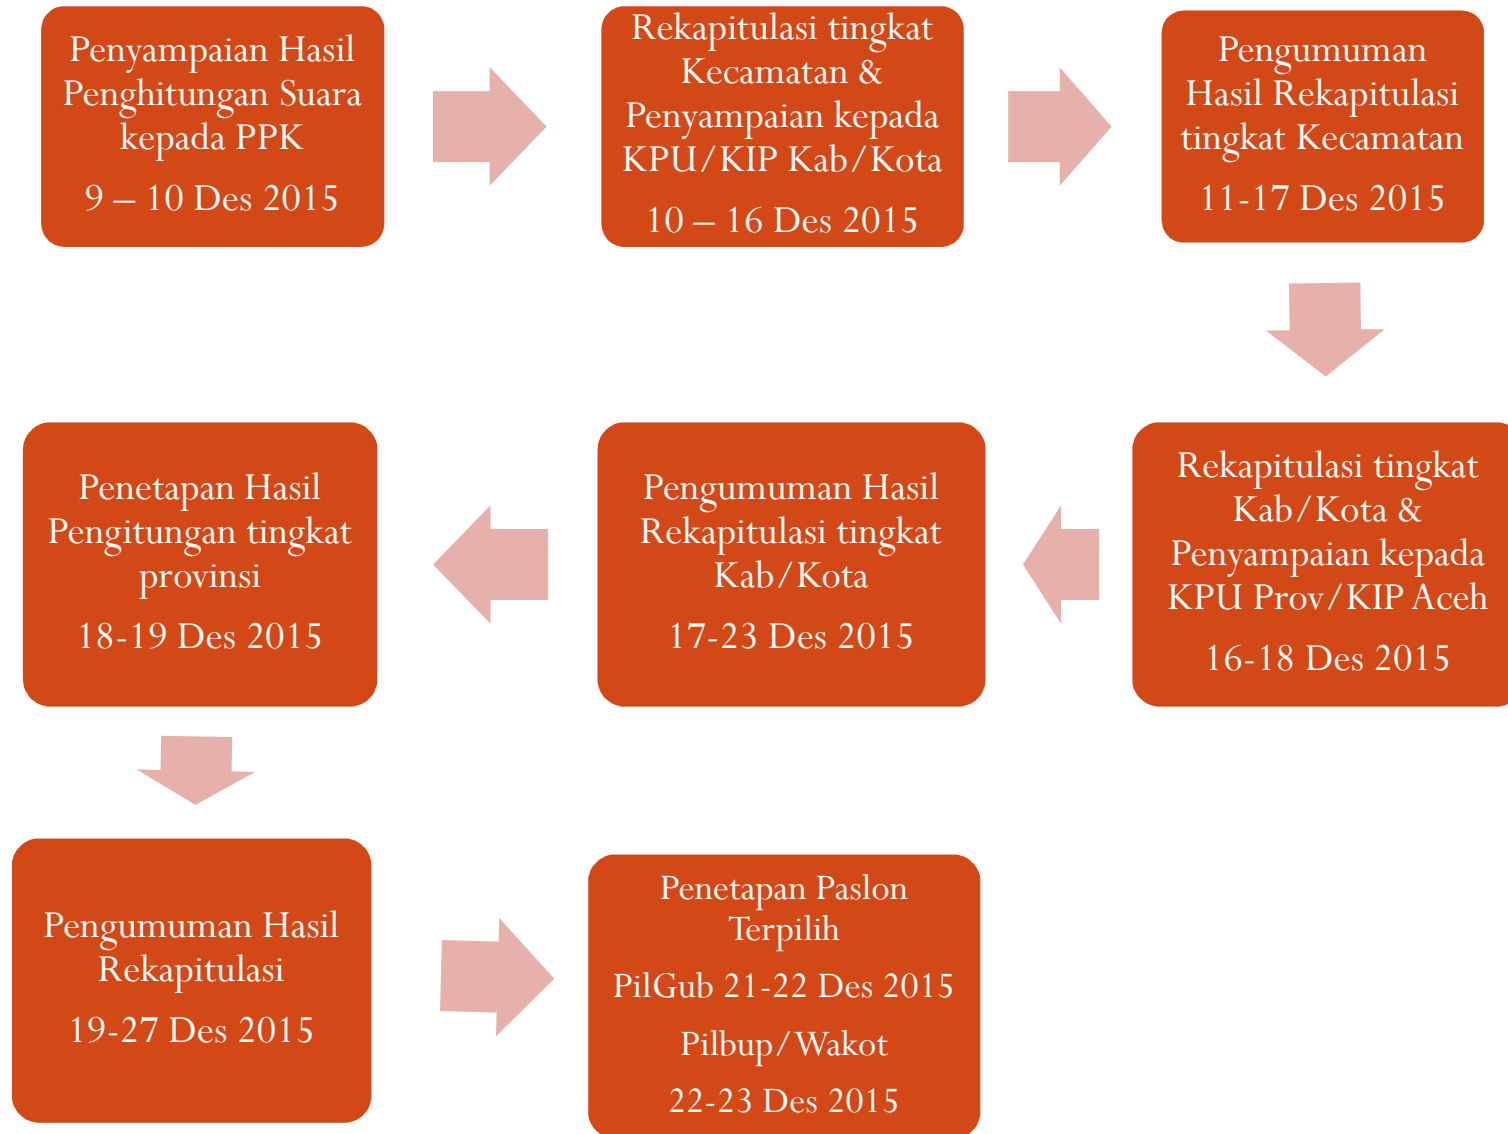 Penyampaian Hasil
Penghitungan Suara
kepada PPK
9 – 10 Des 2015
Rekapitulasi tingkat
Kecamatan &
Penyampaian kepada
KPU/KIP Kab/Kota
10 – 16 Des 2015
Pengumuman
Hasil Rekapitulasi
tingkat Kecamatan
11-17 Des 2015
Rekapitulasi tingkat
Kab/Kota &
Penyampaian kepada
KPU Prov/KIP Aceh
16-18 Des 2015
Pengumuman Hasil
Rekapitulasi tingkat
Kab/Kota
17-23 Des 2015
Penetapan Hasil
Pengitungan tingkat
provinsi
18-19 Des 2015
Pengumuman Hasil
Rekapitulasi
19-27 Des 2015
Penetapan Paslon
Terpilih
PilGub 21-22 Des 2015
Pilbup/Wakot
22-23 Des 2015